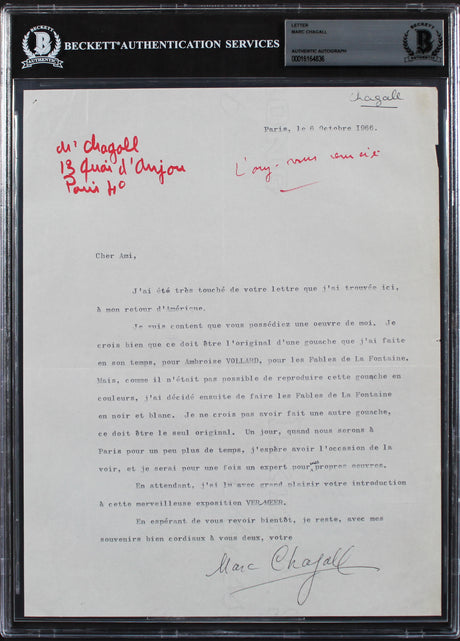 BECKETT
AUTHENTIC
BECKETT AUTHENTICATION SERVICES
LETTER
MARC CHAGALL
AUTHENTIC AUTOGRAPH
00016164836
BECKETT
AUTHENTIC
Chagall
Paris, le 6 Octobre 1966.
Mr Chagall
13 Quai d'Anjou
Paris 4e
vous
Cher Ami,
J'ai été très touché de votre lettre que j'ai trouvée ici,
à mon retour d'Amérique.
Je suis content que vous possédiez une oeuvre de moi. Je
crois bien que ce doit être l'original d'une gouache que j'ai faite
en son temps, pour Ambroise VOLLARD, pour les Fables de La Fontaine.
Mais, comme il n'était pas possible de reproduire cette gouache en
couleurs, j'ai décidé ensuite de faire les Fables de La Fontaine
en noir et blanc. Je ne crois pas avoir fait une autre gouache,
ce doit être le seul original. Un jour, quand nous serons à
Paris pour un peu plus de temps, j'espère avoir l'occasion de la
voir, et je serai pour une fois un expert pour mes propres oeuvres.
En attendant, j'ai lu avec grand plaisir votre introduction
à cette merveilleuse exposition VERMEER.
En espérant de vous revoir bientôt, je reste, avec mes
souvenirs bien cordiaux à vous deux, votre
Marc Chagall